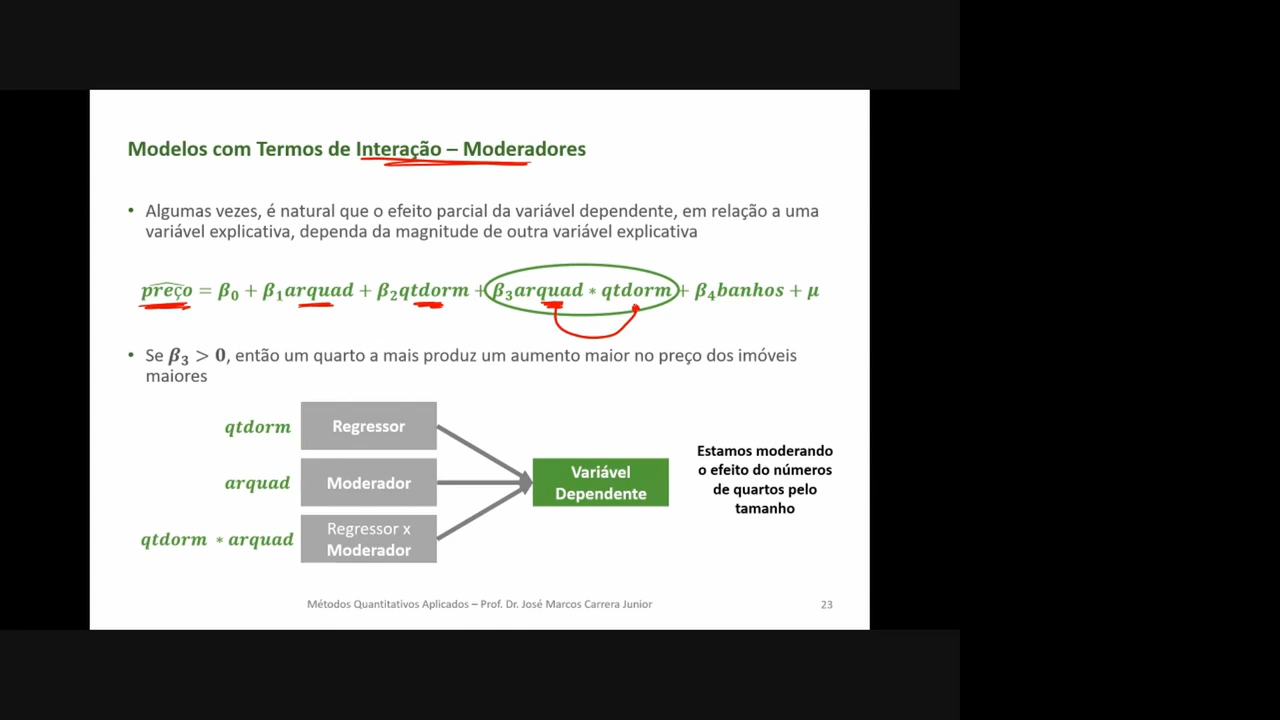 Modelos com Termos de Interação – Moderadores
• Algumas vezes, é natural que o efeito parcial da variável dependente, em relação a uma
variável explicativa, dependa da magnitude de outra variável explicativa
preçô = β₀ + β₁arquad + β₂qtdorm + β₃arquad ∗ qtdorm + β₄banhos + μ
• Se β₃ > 0, então um quarto a mais produz um aumento maior no preço dos imóveis
maiores
qtdorm Regressor
arquad Moderador
qtdorm ∗ arquad Regressor x
Moderador
Variável
Dependente
Estamos moderando
o efeito do números
de quartos pelo
tamanho
Métodos Quantitativos Aplicados – Prof. Dr. José Marcos Carrera Junior 23